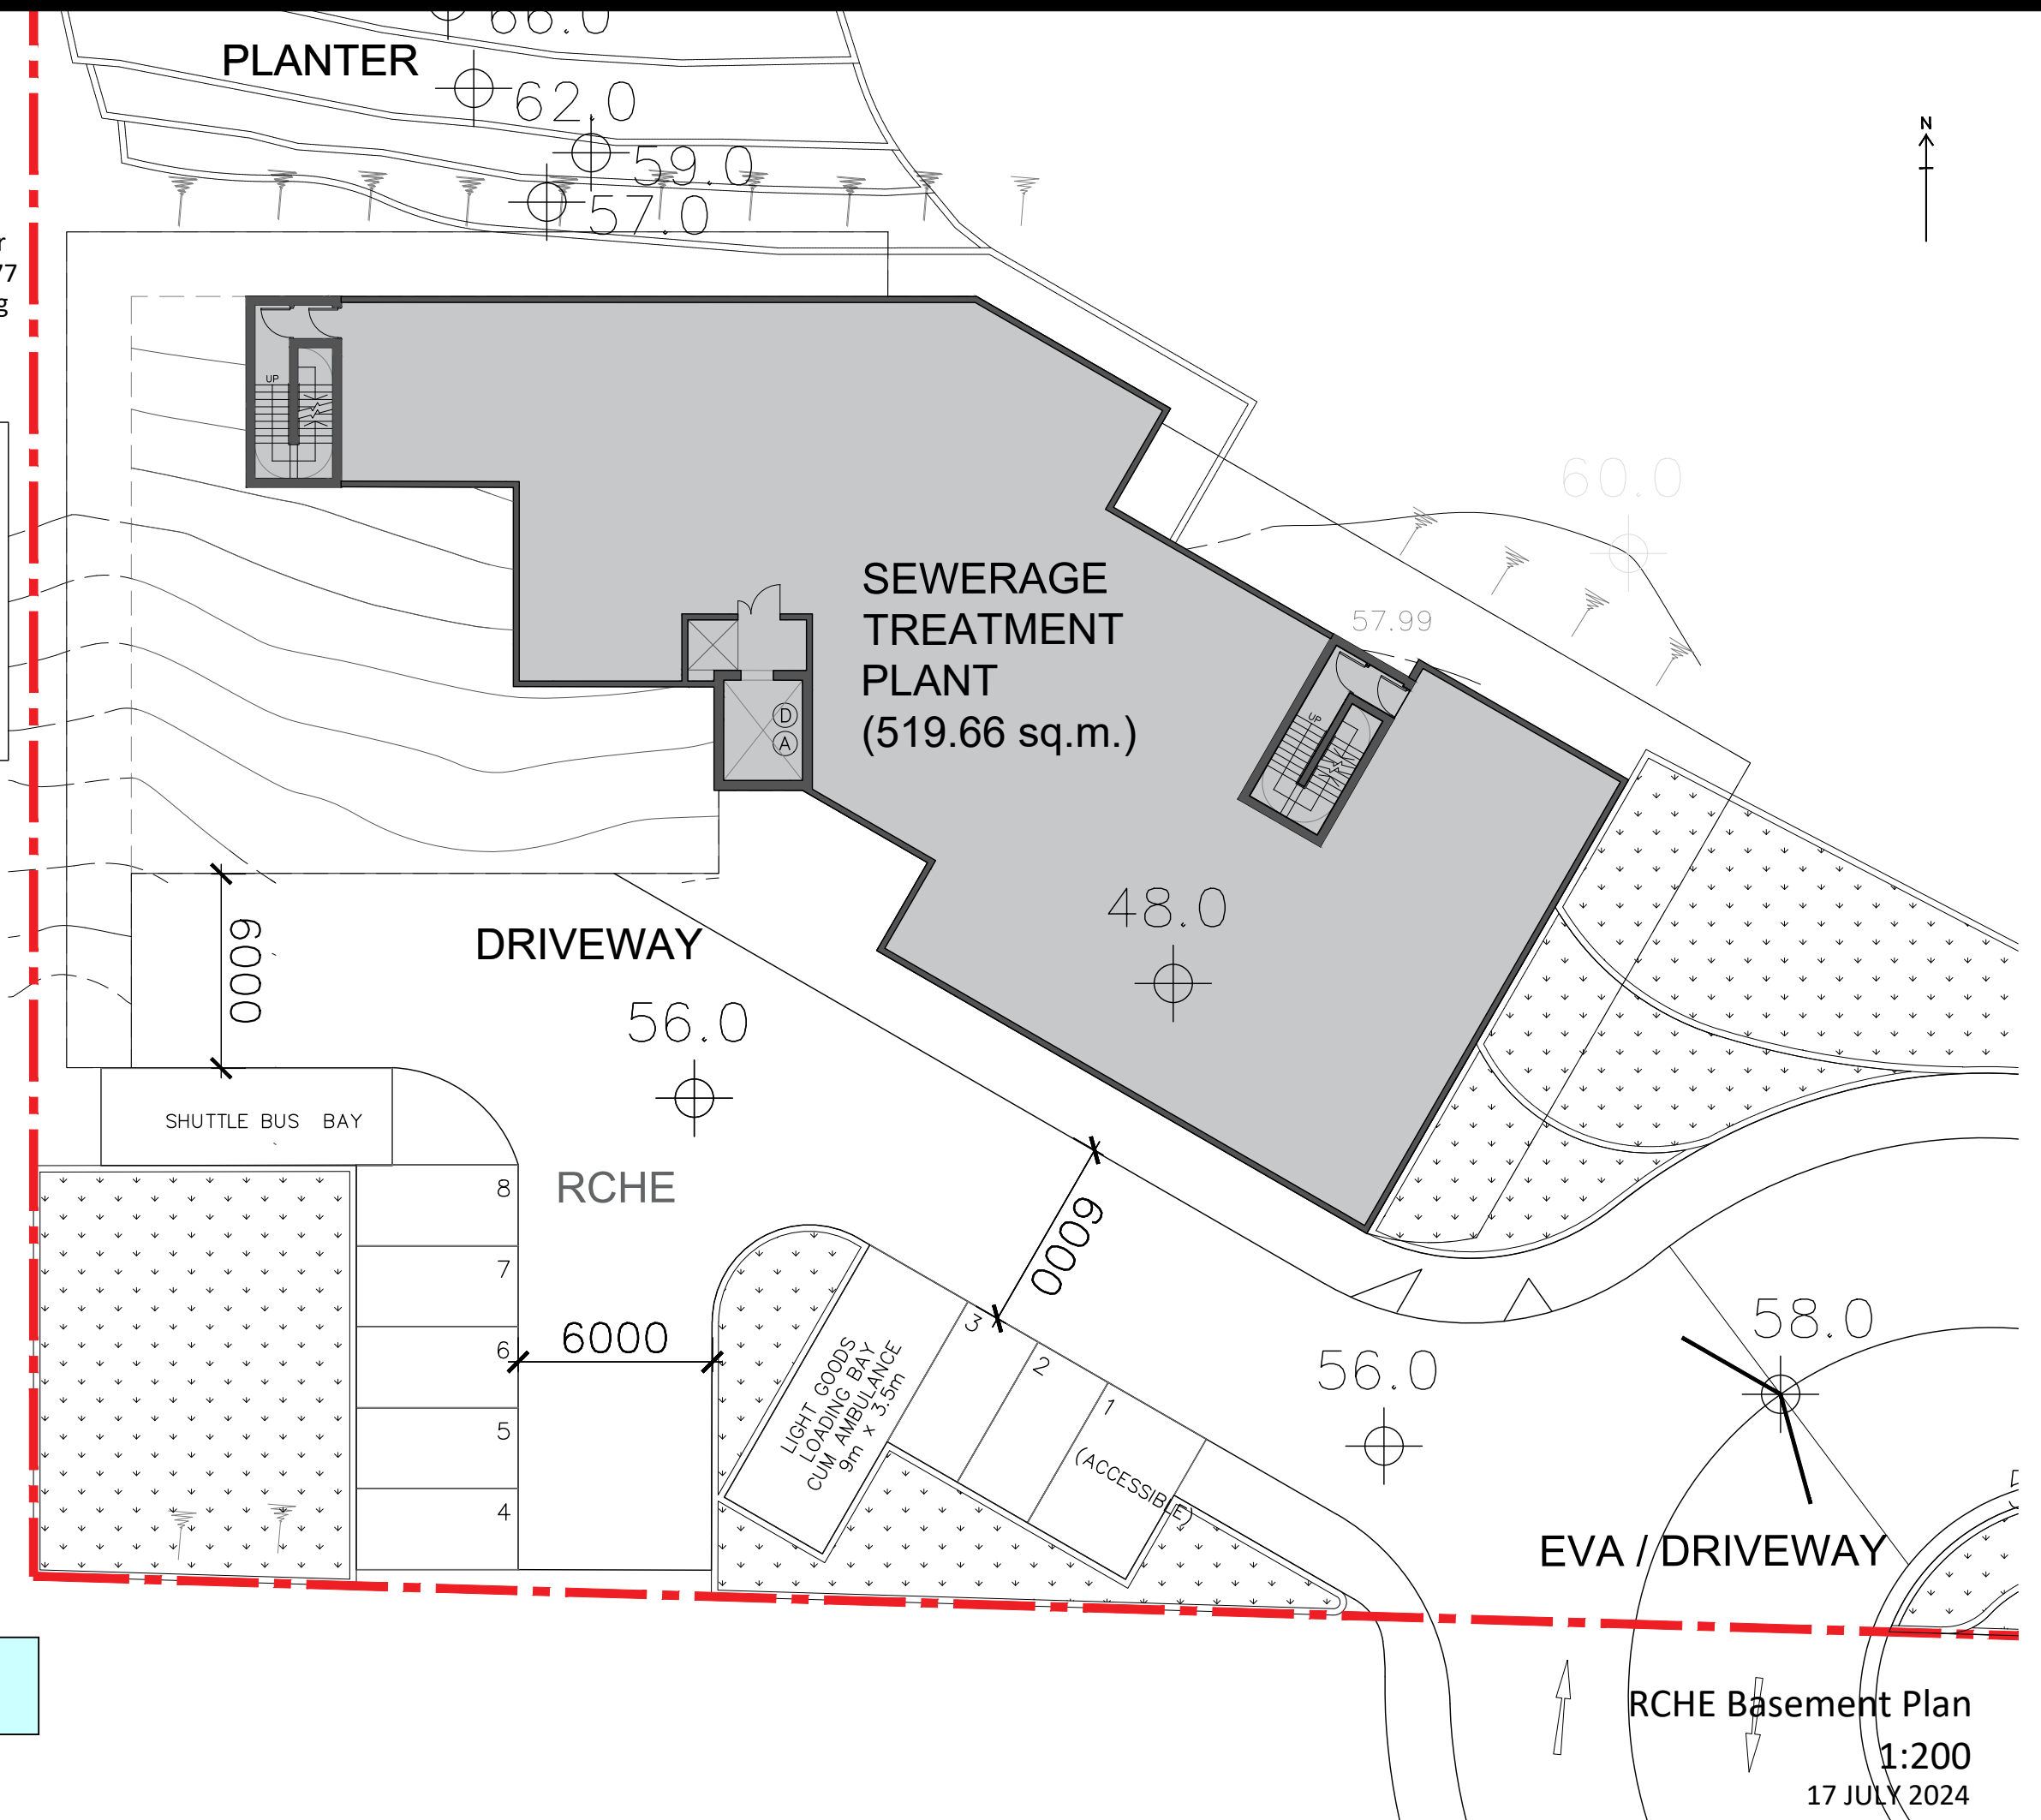 66.0
PLANTER
62.0
N
59.0
57.0
r
77
g
UP
60.0
SEWERAGE
TREATMENT
PLANT
(519.66 sq.m.)
57.99
UP
D
A
48.0
DRIVEWAY
6000
56.0
SHUTTLE BUS BAY
RCHE
8
7
6
5
4
6000
6000
LIGHT GOODS
LOADING BAY
CUM AMBULANCE
9m x 3.5m
3
2
1
(ACCESSIBLE)
56.0
58.0
EVA / DRIVEWAY
RCHE Basement Plan
1:200
17 JULY 2024